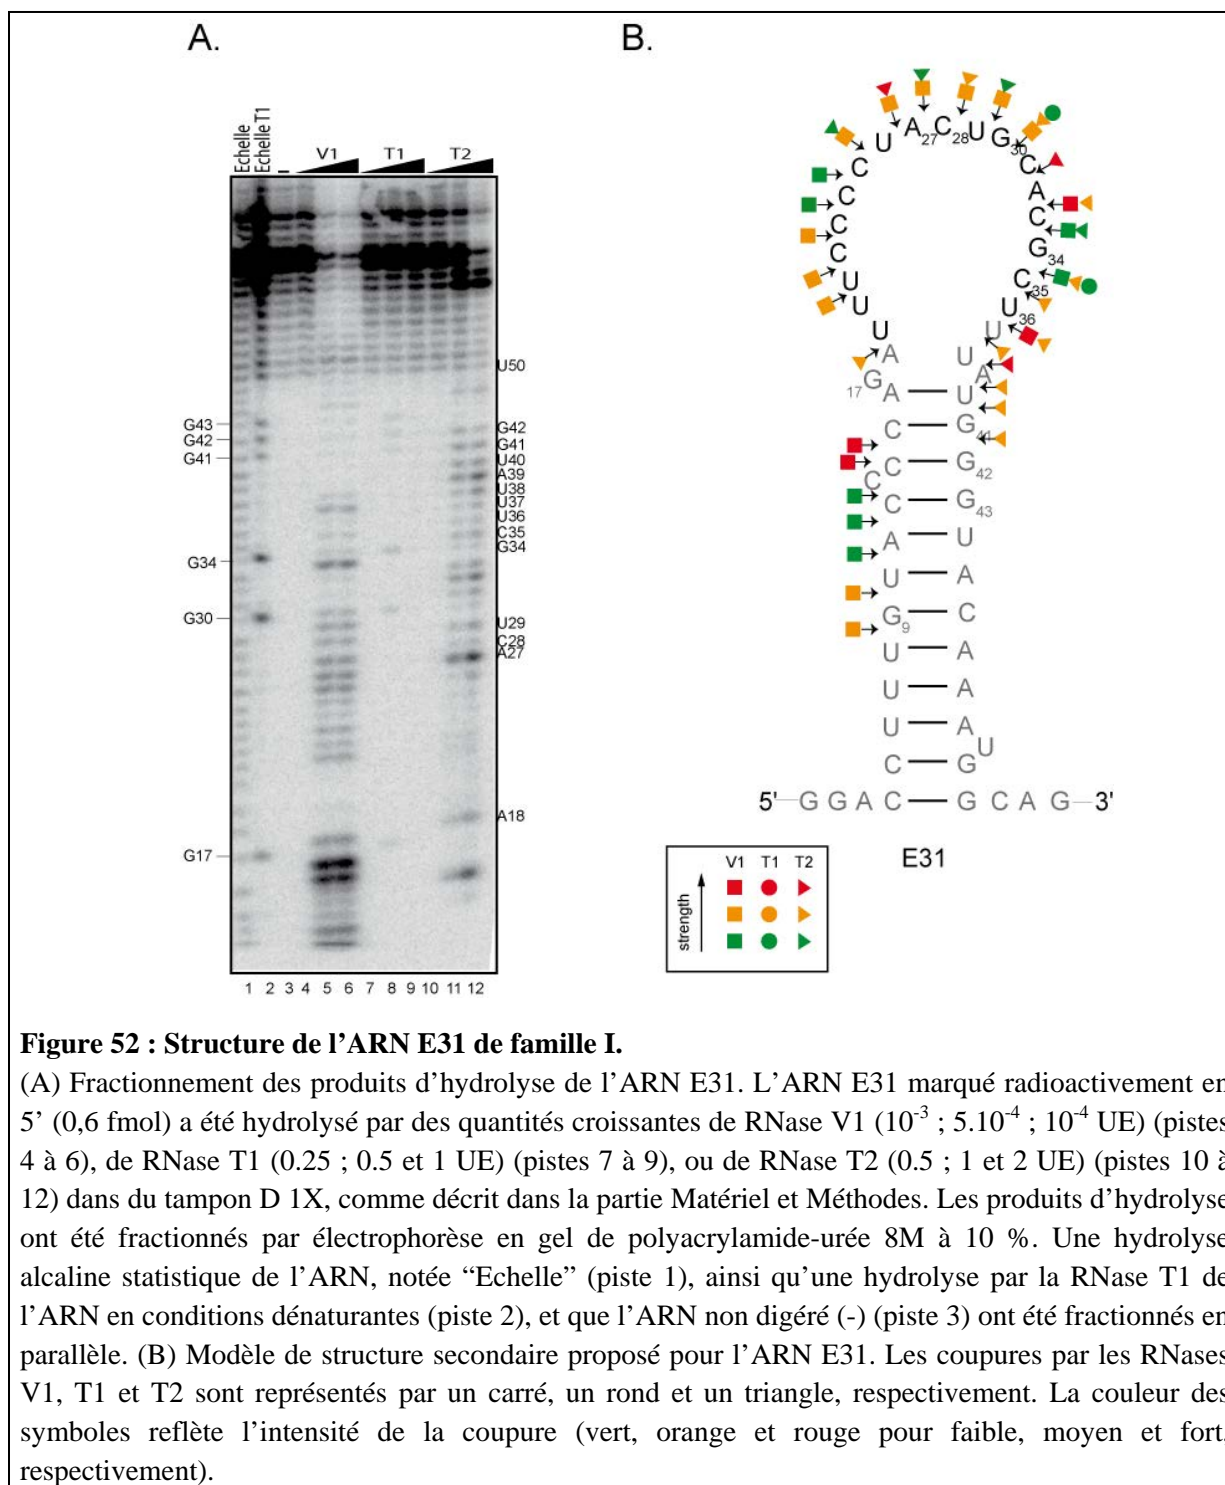 A.
B.
Echelle
Echelle T1
–
V1
T1
T2
G43
G42
G41
G34
G30
G17
U50
G42
G41
U40
A39
U38
U37
U36
C35
G34
U29
C28
A27
A18
1 2 3 4 5 6 7 8 9 10 11 12
U A 27 C 28 U G 30 C A C G 34 C 35 U 36 U
C C C C U U U A G 17
A U
C U A
C G 41
C G 42
C G 43
A U
U A
G 9 C
U A
U A
U A
C G U
5' G G A C G C A G 3'
E31
V1 T1 T2
strength
Figure 52 : Structure de l’ARN E31 de famille I.
(A) Fractionnement des produits d’hydrolyse de l’ARN E31. L’ARN E31 marqué radioactivement en
5’ (0,6 fmol) a été hydrolysé par des quantités croissantes de RNase V1 (10-3 ; 5.10-4 ; 10-4 UE) (pistes
4 à 6), de RNase T1 (0.25 ; 0.5 et 1 UE) (pistes 7 à 9), ou de RNase T2 (0.5 ; 1 et 2 UE) (pistes 10 à
12) dans du tampon D 1X, comme décrit dans la partie Matériel et Méthodes. Les produits d’hydrolyse
ont été fractionnés par électrophorèse en gel de polyacrylamide-urée 8M à 10 %. Une hydrolyse
alcaline statistique de l’ARN, notée “Echelle” (piste 1), ainsi qu’une hydrolyse par la RNase T1 de
l’ARN en conditions dénaturantes (piste 2), et que l’ARN non digéré (-) (piste 3) ont été fractionnés en
parallèle. (B) Modèle de structure secondaire proposé pour l’ARN E31. Les coupures par les RNases
V1, T1 et T2 sont représentés par un carré, un rond et un triangle, respectivement. La couleur des
symboles reflète l’intensité de la coupure (vert, orange et rouge pour faible, moyen et fort,
respectivement).